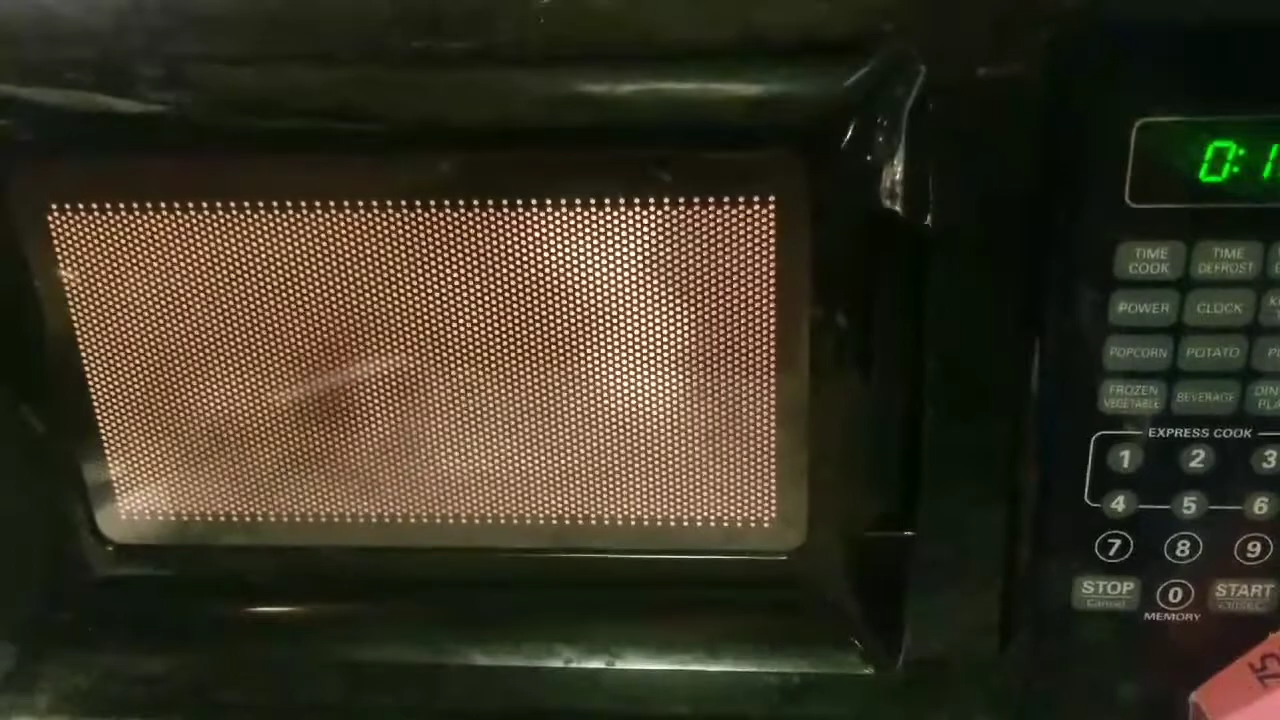 0:1
TIME COOK
TIME DEFROST
POWER
CLOCK
POPCORN
POTATO
FROZEN VEGETABLE
BEVERAGE
EXPRESS COOK
1 2 3
4 5 6
7 8 9
STOP Cancel
0
START
MEMORY